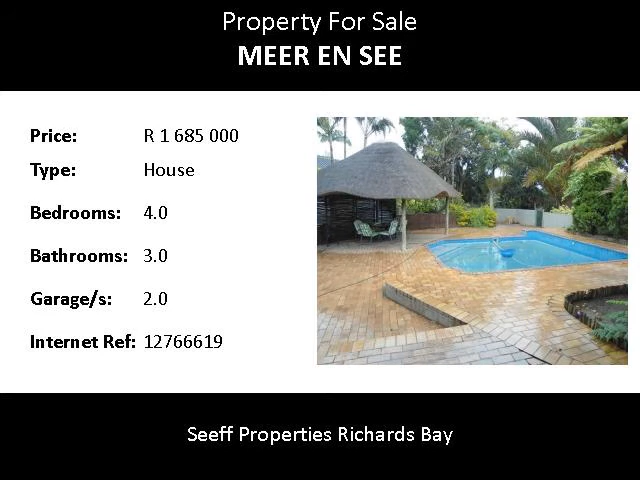 Property For Sale
MEER EN SEE
Price: R 1 685 000
Type: House
Bedrooms: 4.0
Bathrooms: 3.0
Garage/s: 2.0
Internet Ref: 12766619
Seeff Properties Richards Bay